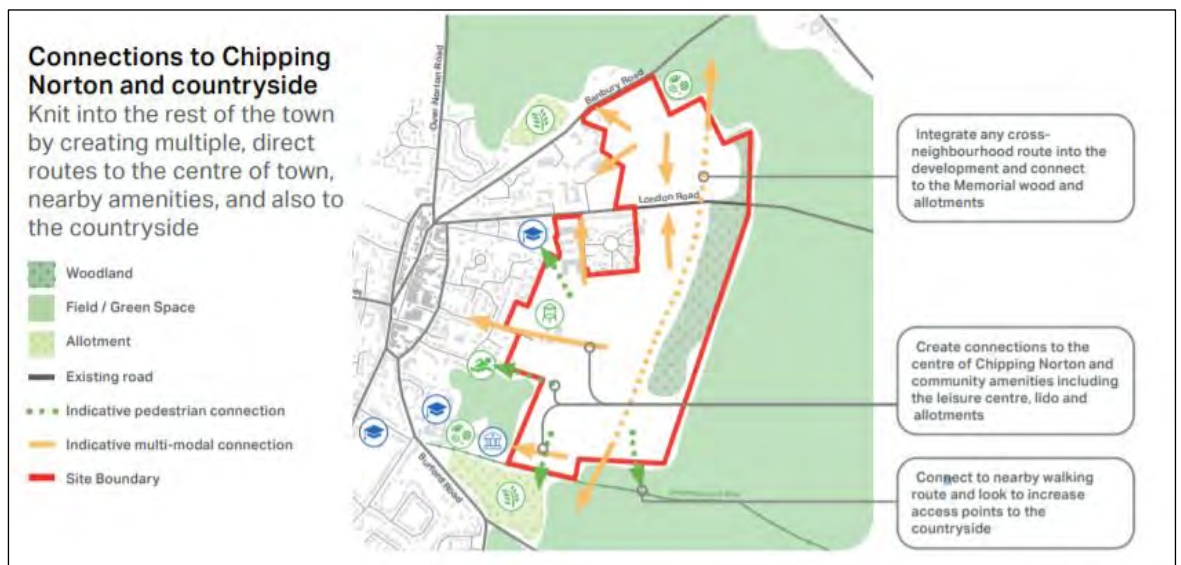 Connections to Chipping
Norton and countryside
Knit into the rest of the town
by creating multiple, direct
routes to the centre of town,
nearby amenities, and also to
the countryside
Woodland
Field / Green Space
Allotment
Existing road
Indicative pedestrian connection
Indicative multi-modal connection
Site Boundary
Over Norton Road
Banbury Road
London Road
Burford Road
Integrate any cross-
neighbourhood route into the
development and connect
to the Memorial wood and
allotments
Create connections to the
centre of Chipping Norton and
community amenities including
the leisure centre, lido and
allotments
Connect to nearby walking
route and look to increase
access points to the
countryside